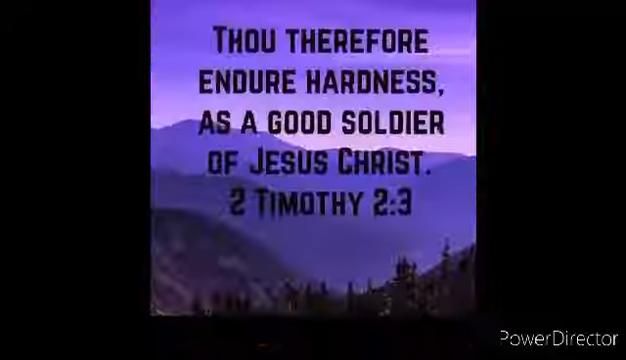 Thou therefore
endure hardness,
as a good soldier
of Jesus Christ.
2 Timothy 2:3
PowerDirector